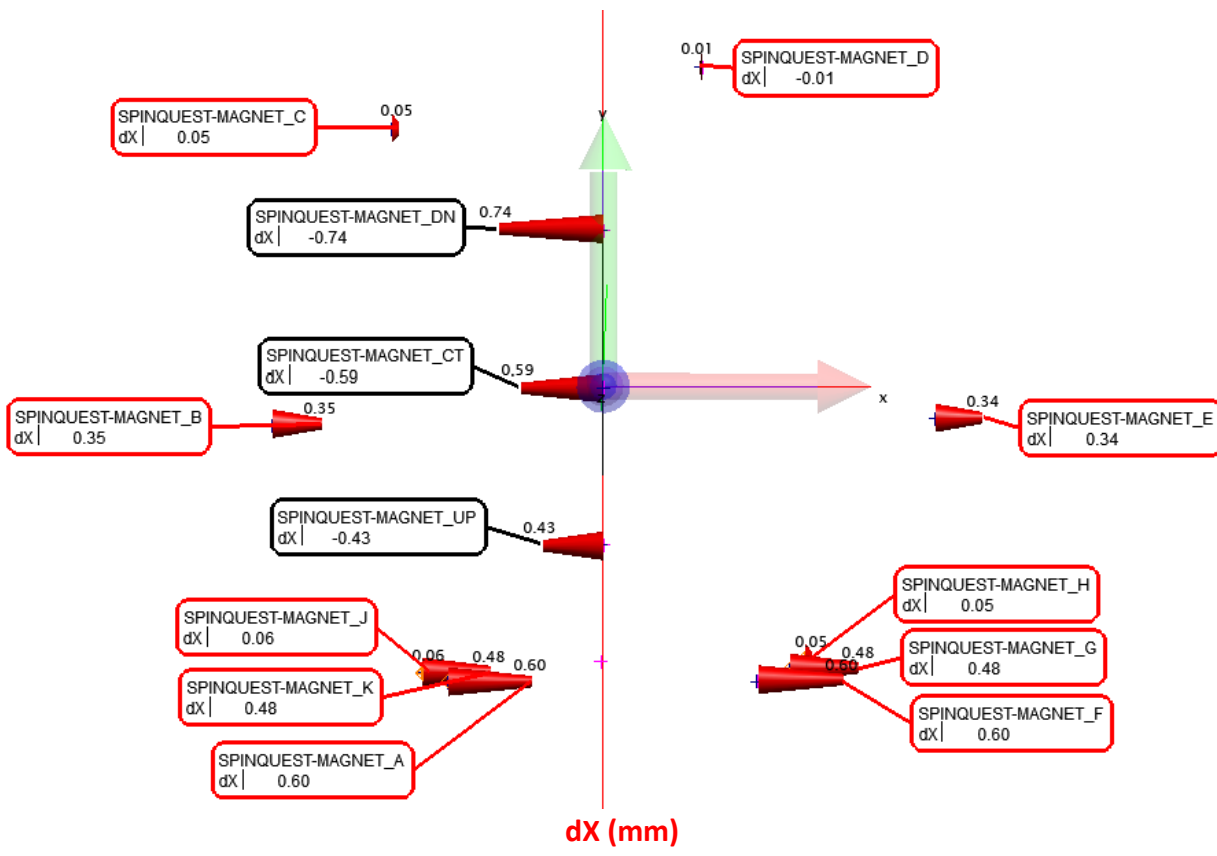 0.01
SPINQUEST-MAGNET_D
dX| -0.01
SPINQUEST-MAGNET_C
dX| 0.05
0.05
y
SPINQUEST-MAGNET_DN
dX| -0.74
0.74
SPINQUEST-MAGNET_CT
dX| -0.59
0.59
x
z
SPINQUEST-MAGNET_B
dX| 0.35
0.35
0.34
SPINQUEST-MAGNET_E
dX| 0.34
SPINQUEST-MAGNET_UP
dX| -0.43
0.43
SPINQUEST-MAGNET_H
dX| 0.05
SPINQUEST-MAGNET_J
dX| 0.06
0.06
0.48
0.60
0.05
0.48
0.60
SPINQUEST-MAGNET_G
dX| 0.48
SPINQUEST-MAGNET_K
dX| 0.48
SPINQUEST-MAGNET_F
dX| 0.60
SPINQUEST-MAGNET_A
dX| 0.60
dX (mm)